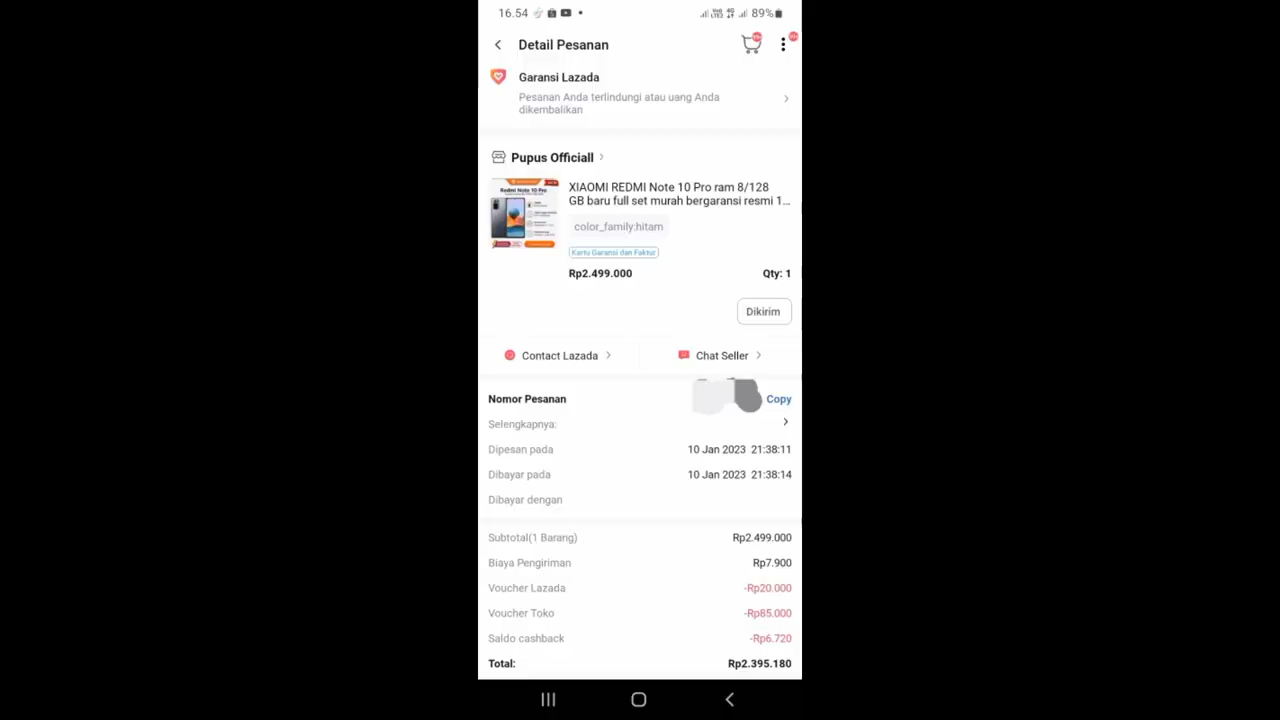 16.54
89%
Detail Pesanan
Garansi Lazada
Pesanan Anda terlindungi atau uang Anda
dikembalikan
Pupus Officiall
Redmi Note 10 Pro
XIAOMI REDMI Note 10 Pro ram 8/128
GB baru full set murah bergaransi resmi 1...
color_family:hitam
Kartu Garansi dan Faktur
Rp2.499.000 Qty: 1
Dikirim
Contact Lazada Chat Seller
Nomor Pesanan Copy
Selengkapnya:
Dipesan pada 10 Jan 2023 21:38:11
Dibayar pada 10 Jan 2023 21:38:14
Dibayar dengan
Subtotal(1 Barang) Rp2.499.000
Biaya Pengiriman Rp7.900
Voucher Lazada -Rp20.000
Voucher Toko -Rp85.000
Saldo cashback -Rp6.720
Total: Rp2.395.180